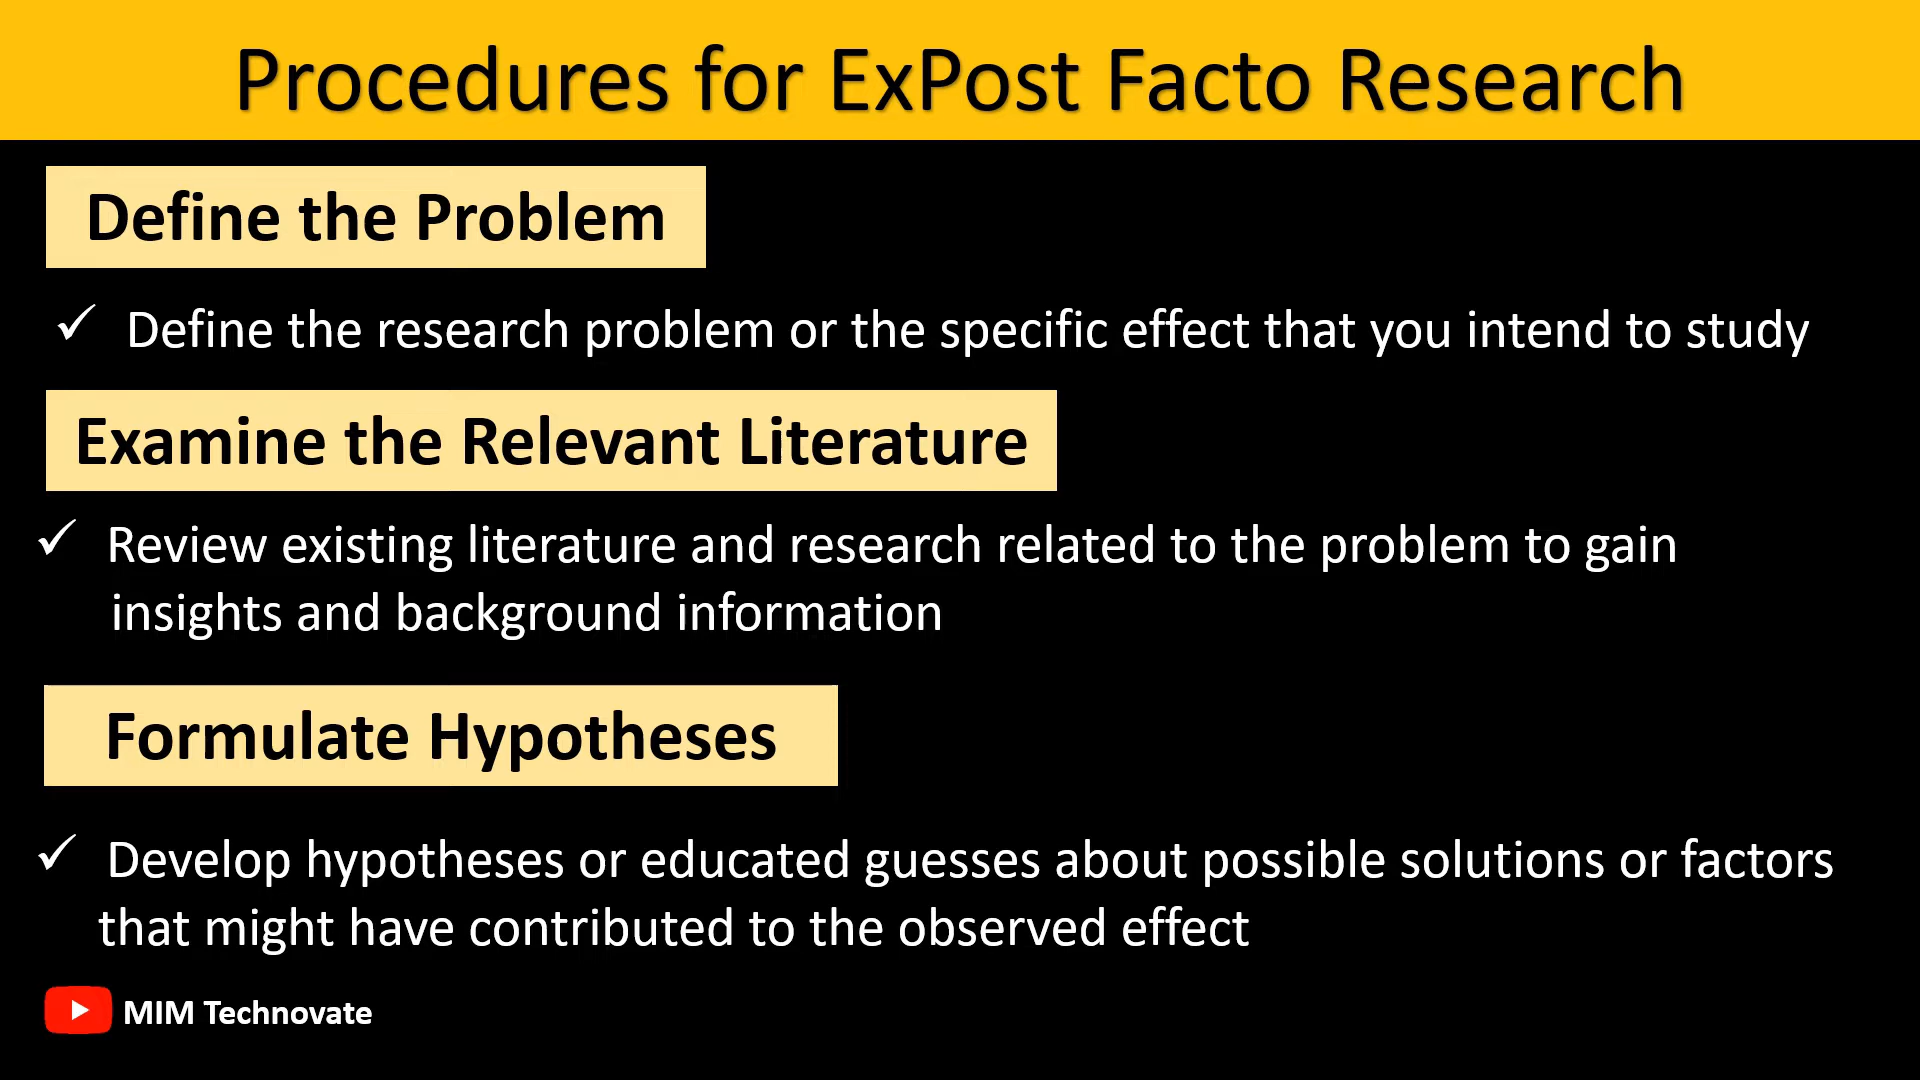 Procedures for ExPost Facto Research
Define the Problem
✓ Define the research problem or the specific effect that you intend to study
Examine the Relevant Literature
✓ Review existing literature and research related to the problem to gain
insights and background information
Formulate Hypotheses
✓ Develop hypotheses or educated guesses about possible solutions or factors
that might have contributed to the observed effect
MIM Technovate